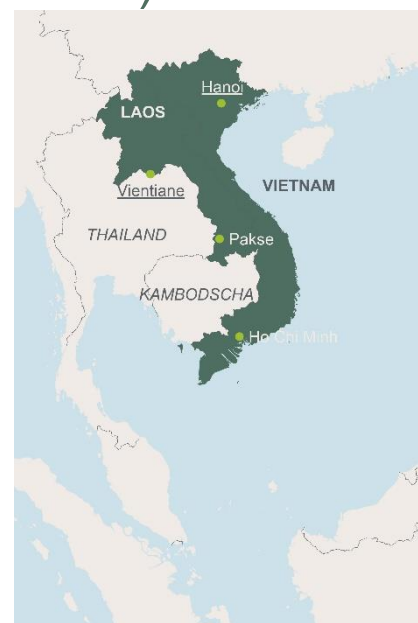 Hanoi
LAOS
Vientiane
VIETNAM
THAILAND
Pakse
KAMBODSCHA
Ho Chi Minh